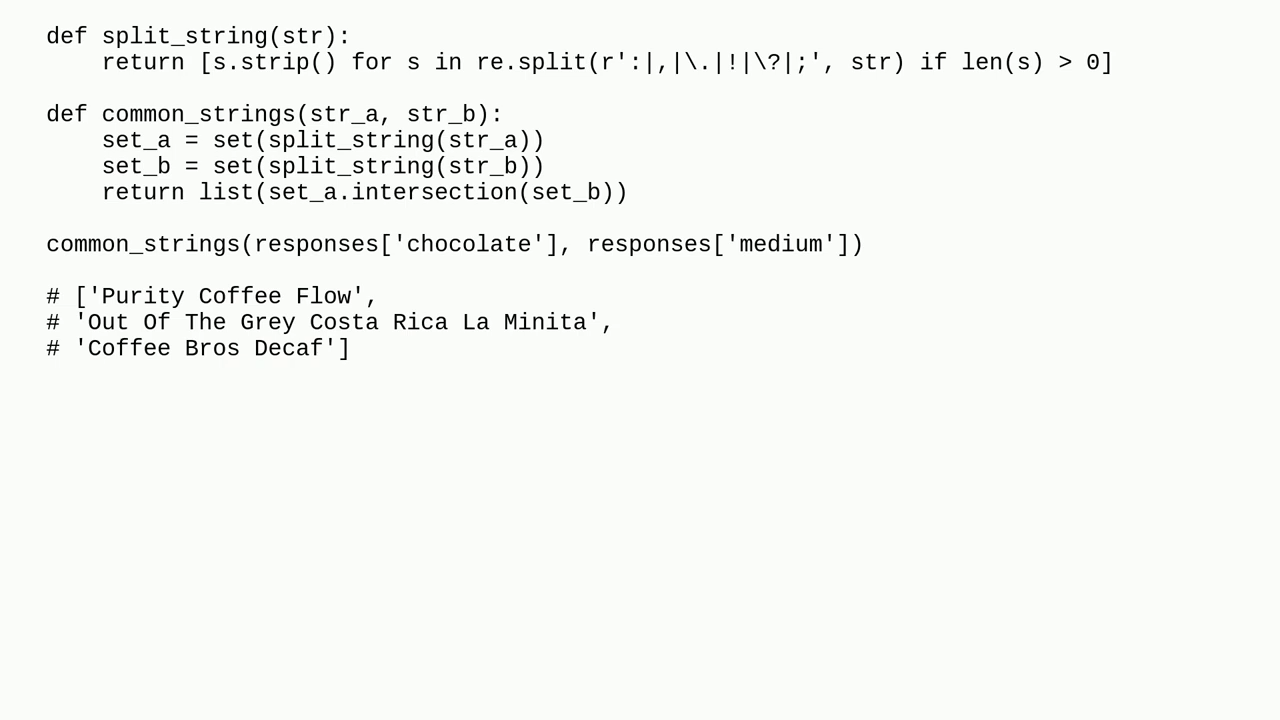 def split_string(str):
    return [s.strip() for s in re.split(r':|,|\.|!|\?|;', str) if len(s) > 0]

def common_strings(str_a, str_b):
    set_a = set(split_string(str_a))
    set_b = set(split_string(str_b))
    return list(set_a.intersection(set_b))

common_strings(responses['chocolate'], responses['medium'])

# ['Purity Coffee Flow',
# 'Out Of The Grey Costa Rica La Minita',
# 'Coffee Bros Decaf']